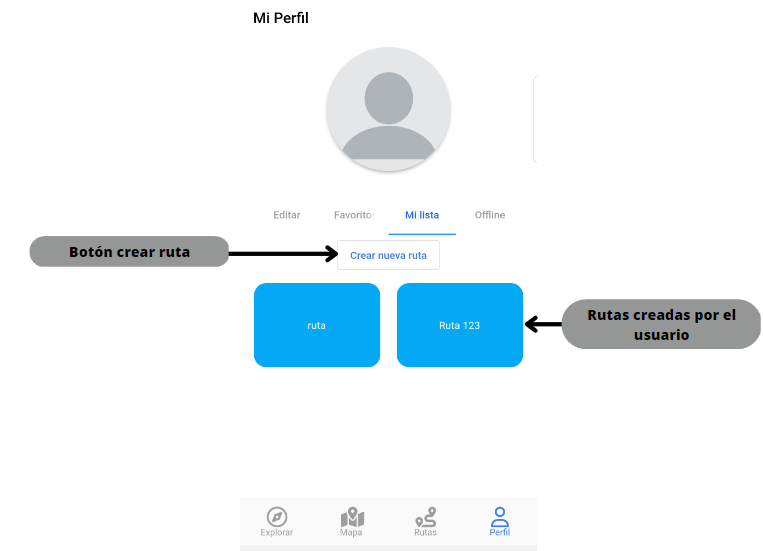 Mi Perfil
Editar Favorito Mi lista Offline
Botón crear ruta
Crear nueva ruta
ruta Ruta 123
Rutas creadas por el
usuario
Explorar Mapa Rutas Perfil